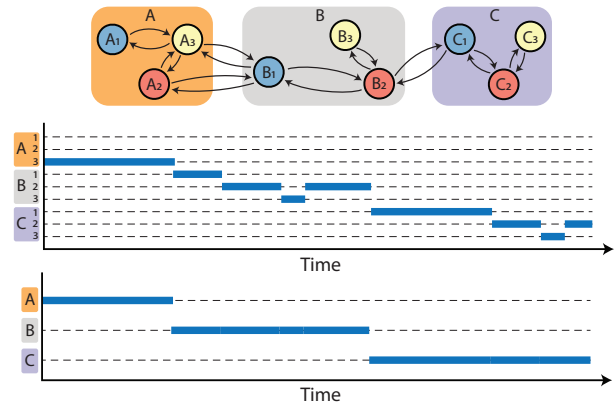 A B C
A₁ A₃ B₃ C₁ C₃
A₂ B₁ B₂ C₂
A 1
2
3
B 1
2
3
C 1
2
3
Time
A
B
C
Time